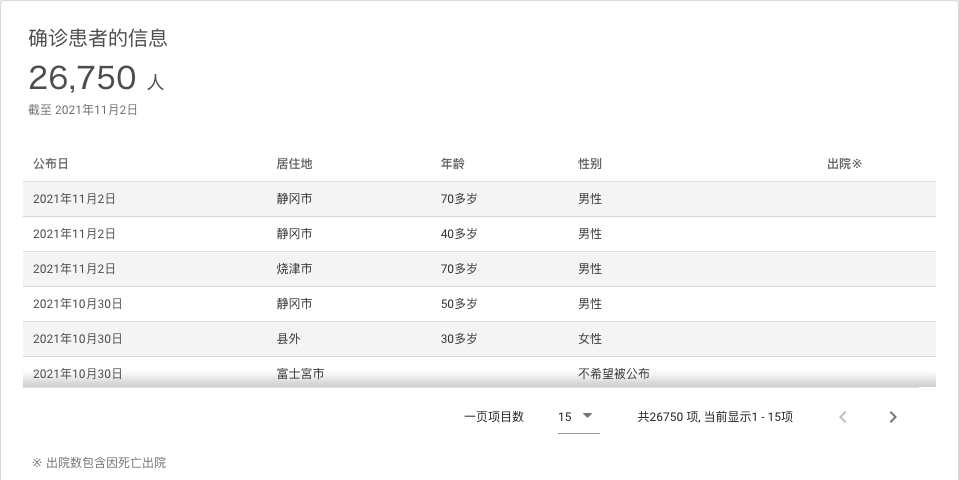 确诊患者的信息
26,750 人
截至 2021年11月2日
公布日 居住地 年龄 性别 出院※
2021年11月2日 静冈市 70多岁 男性
2021年11月2日 静冈市 40多岁 男性
2021年11月2日 烧津市 70多岁 男性
2021年10月30日 静冈市 50多岁 男性
2021年10月30日 县外 30多岁 女性
2021年10月30日 富士宫市 不希望被公布
一页项目数 15 共26750 项, 当前显示1 - 15项
※ 出院数包含因死亡出院